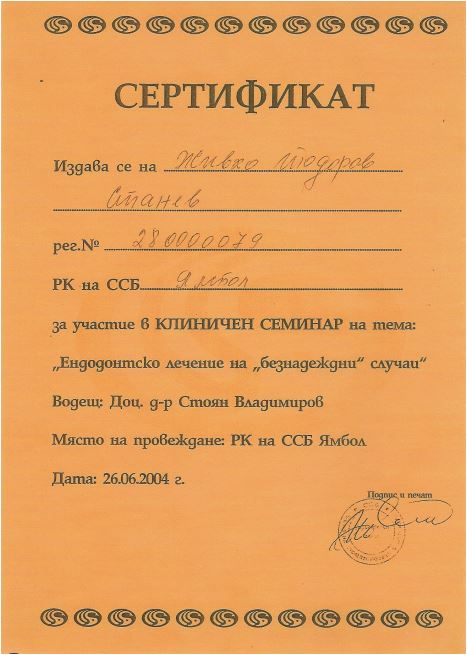 СЕРТИФИКАТ
Издава се на Живко Тодоров
Станев
рег.№ 280000079
РК на ССБ Ямбол
за участие в КЛИНИЧЕН СЕМИНАР на тема:
„Ендодонтско лечение на „безнадеждни“ случаи“
Водещ: Доц. д-р Стоян Владимиров
Място на провеждане: РК на ССБ Ямбол
Дата: 26.06.2004 г.
Подпис и печат